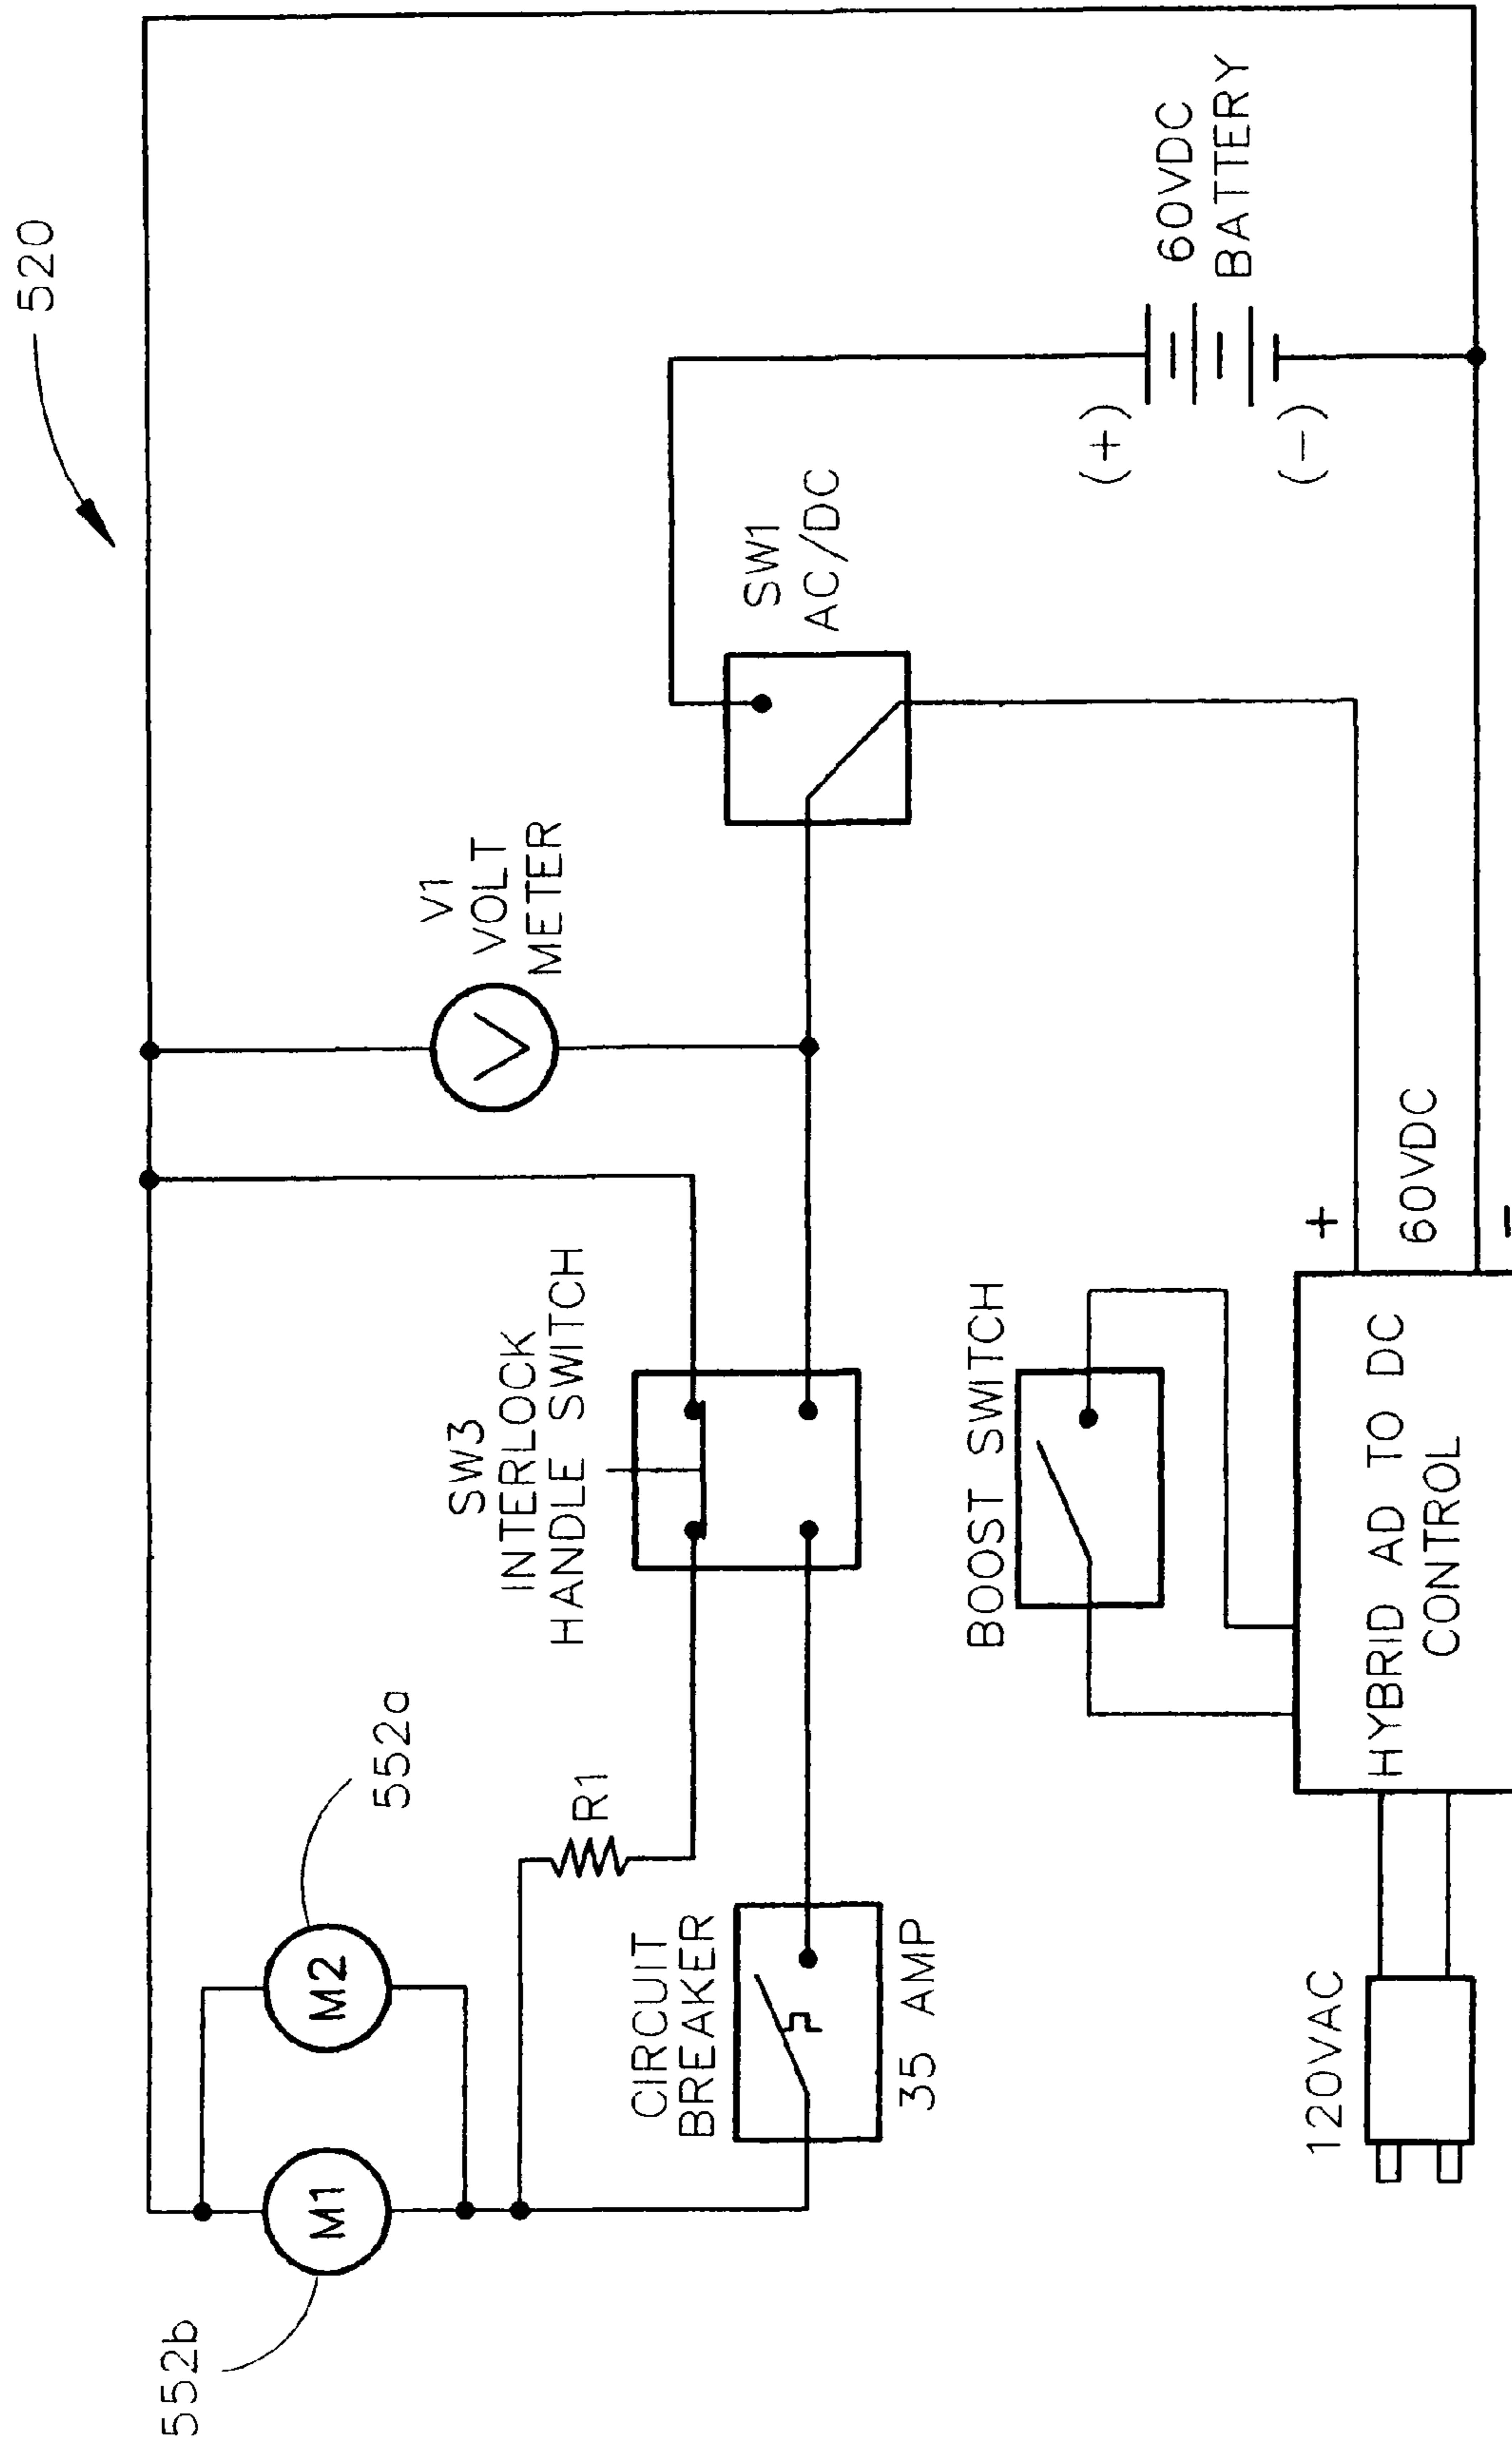 520
552b
M1
M2
552a
R1
CIRCUIT
BREAKER
35 AMP
SW3
INTERLOCK
HANDLE SWITCH
V1
VOLT
METER
V
SW1
AC/DC
60VDC
BATTERY
(+)
(−)
BOOST SWITCH
120VAC
HYBRID AD TO DC
CONTROL
+
60VDC
-